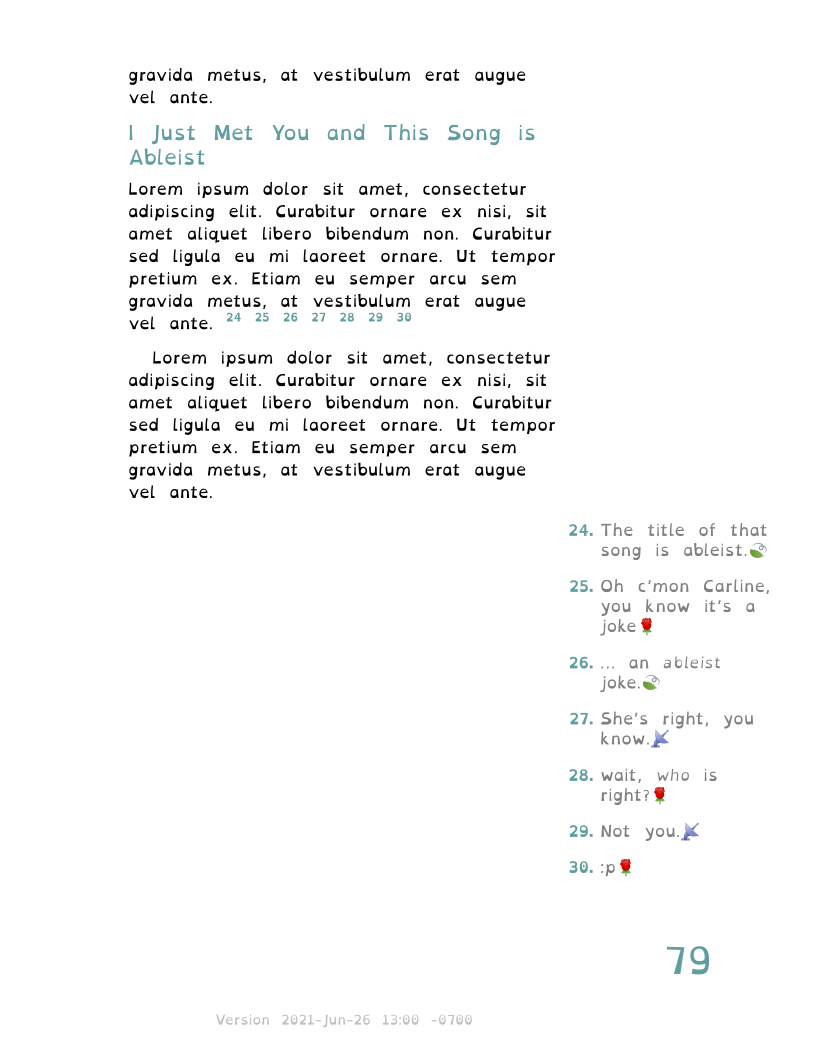 gravida metus, at vestibulum erat augue
vel ante.
I Just Met You and This Song is
Ableist
Lorem ipsum dolor sit amet, consectetur
adipiscing elit. Curabitur ornare ex nisi, sit
amet aliquet libero bibendum non. Curabitur
sed ligula eu mi laoreet ornare. Ut tempor
pretium ex. Etiam eu semper arcu sem
gravida metus, at vestibulum erat augue
vel ante. 24 25 26 27 28 29 30
Lorem ipsum dolor sit amet, consectetur
adipiscing elit. Curabitur ornare ex nisi, sit
amet aliquet libero bibendum non. Curabitur
sed ligula eu mi laoreet ornare. Ut tempor
pretium ex. Etiam eu semper arcu sem
gravida metus, at vestibulum erat augue
vel ante.
24. The title of that
song is ableist.🍃
25. Oh c'mon Carline,
you know it's a
joke🌹
26. ... an ableist
joke.🍃
27. She's right, you
know.📡
28. wait, who is
right?🌹
29. Not you.📡
30. :p🌹
79
Version 2021-Jun-26 13:00 -0700